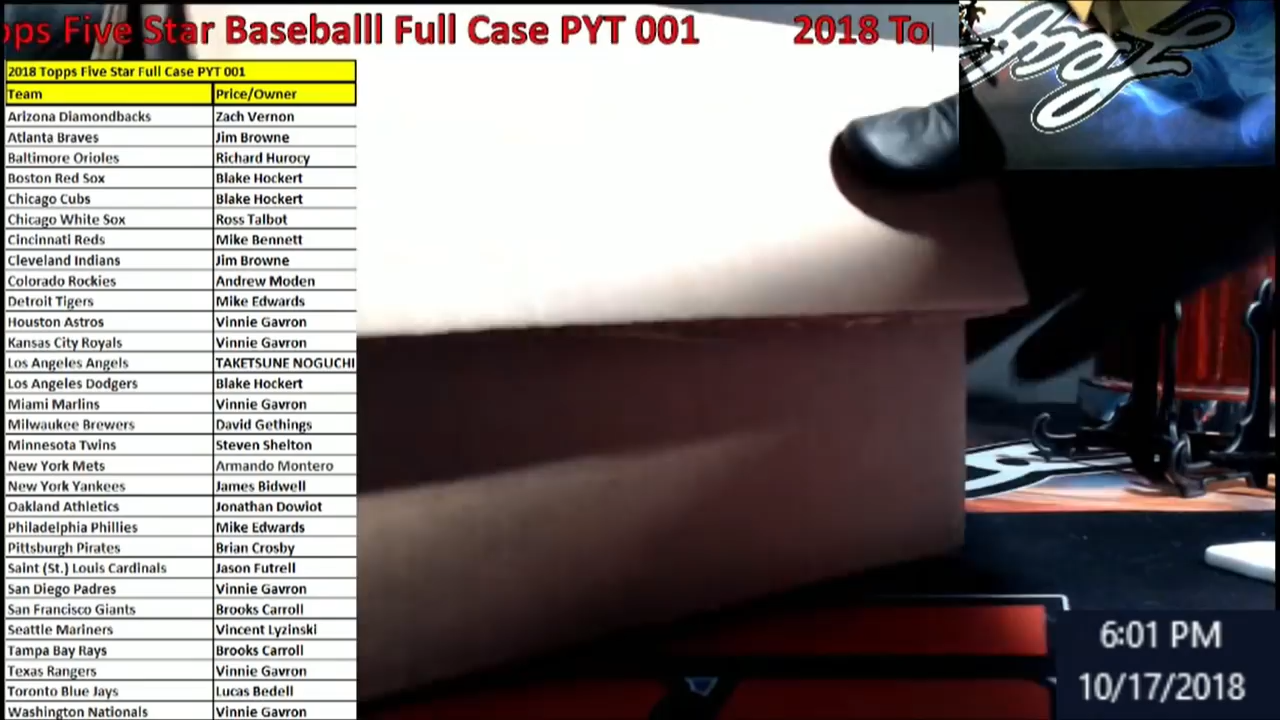 ops Five Star Baseballl Full Case PYT 001 2018 To
2018 Topps Five Star Full Case PYT 001
Team Price/Owner
Arizona Diamondbacks Zach Vernon
Atlanta Braves Jim Browne
Baltimore Orioles Richard Hurocy
Boston Red Sox Blake Hockert
Chicago Cubs Blake Hockert
Chicago White Sox Ross Talbot
Cincinnati Reds Mike Bennett
Cleveland Indians Jim Browne
Colorado Rockies Andrew Moden
Detroit Tigers Mike Edwards
Houston Astros Vinnie Gavron
Kansas City Royals Vinnie Gavron
Los Angeles Angels TAKETSUNE NOGUCHI
Los Angeles Dodgers Blake Hockert
Miami Marlins Vinnie Gavron
Milwaukee Brewers David Gethings
Minnesota Twins Steven Shelton
New York Mets Armando Montero
New York Yankees James Bidwell
Oakland Athletics Jonathan Dowiot
Philadelphia Phillies Mike Edwards
Pittsburgh Pirates Brian Crosby
Saint (St.) Louis Cardinals Jason Futrell
San Diego Padres Vinnie Gavron
San Francisco Giants Brooks Carroll
Seattle Mariners Vincent Lyzinski
Tampa Bay Rays Brooks Carroll
Texas Rangers Vinnie Gavron
Toronto Blue Jays Lucas Bedell
Washington Nationals Vinnie Gavron
6:01 PM
10/17/2018